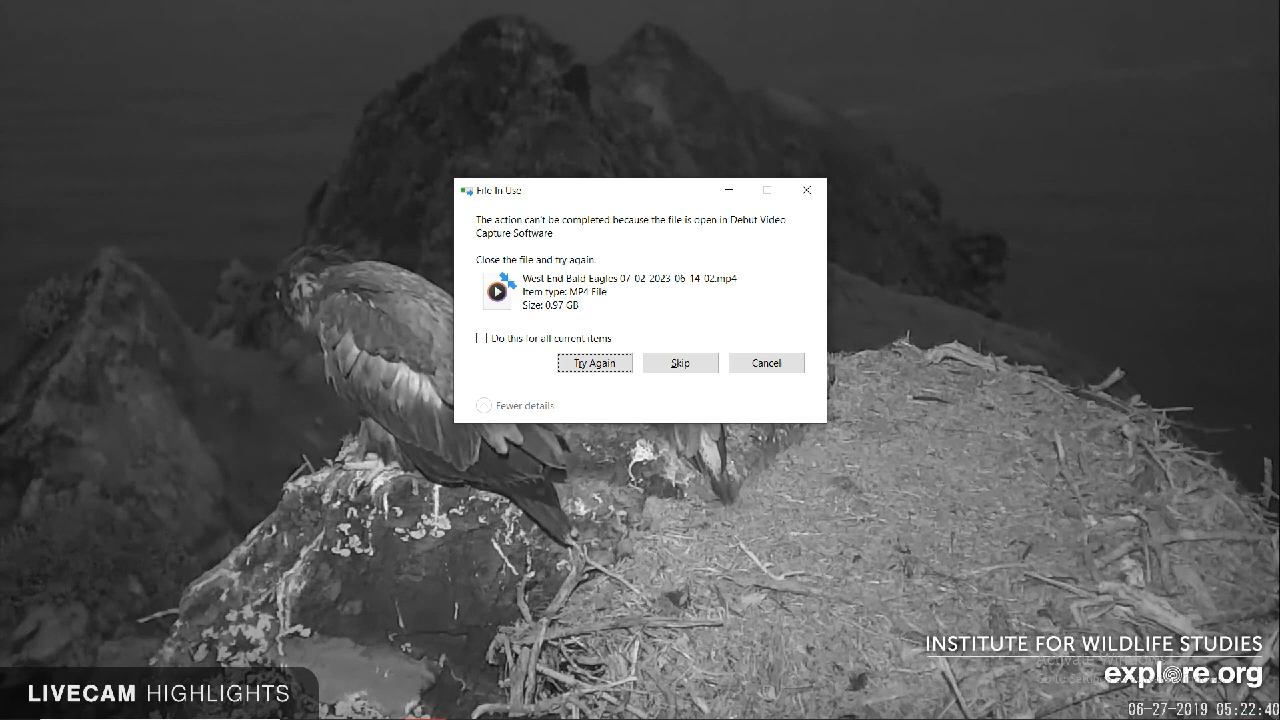 File In Use
The action can't be completed because the file is open in Debut Video
Capture Software
Close the file and try again.
West End Bald Eagles 07-02-2023-06-14-02.mp4
Item type: MP4 File
Size: 0.97 GB
Do this for all current items
Try Again
Skip
Cancel
Fewer details
INSTITUTE FOR WILDLIFE STUDIES
explore.org
LIVECAM HIGHLIGHTS
06-27-2019 05:22:40